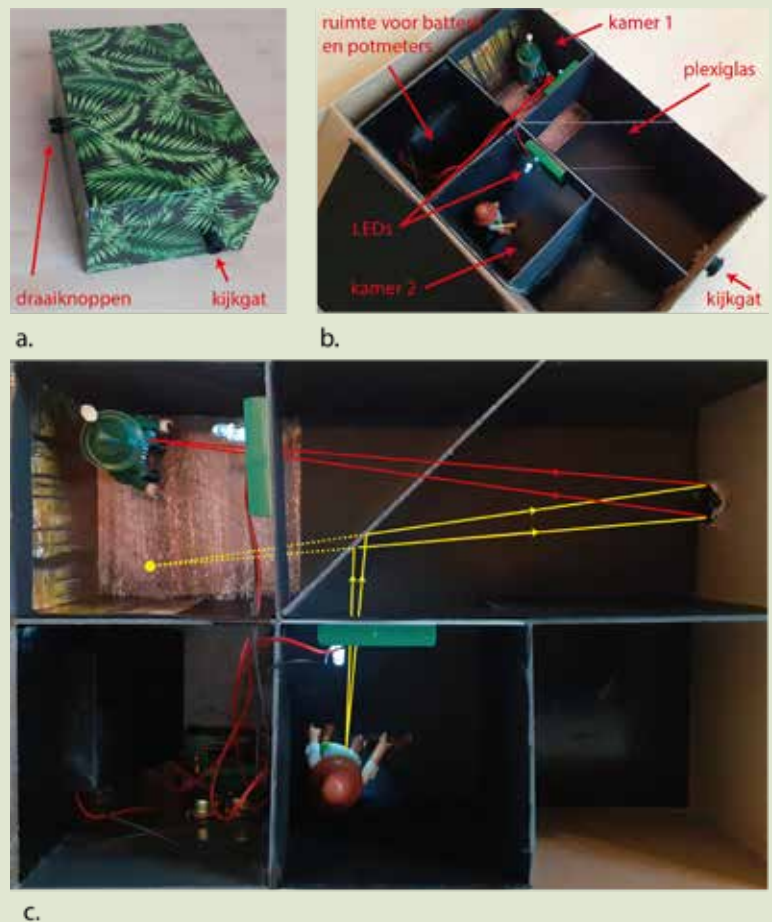 draaiknoppen
kijkgat
a.
ruimte voor batterij
en potmeters
kamer 1
plexiglas
LEDs
kamer 2
kijkgat
b.
c.